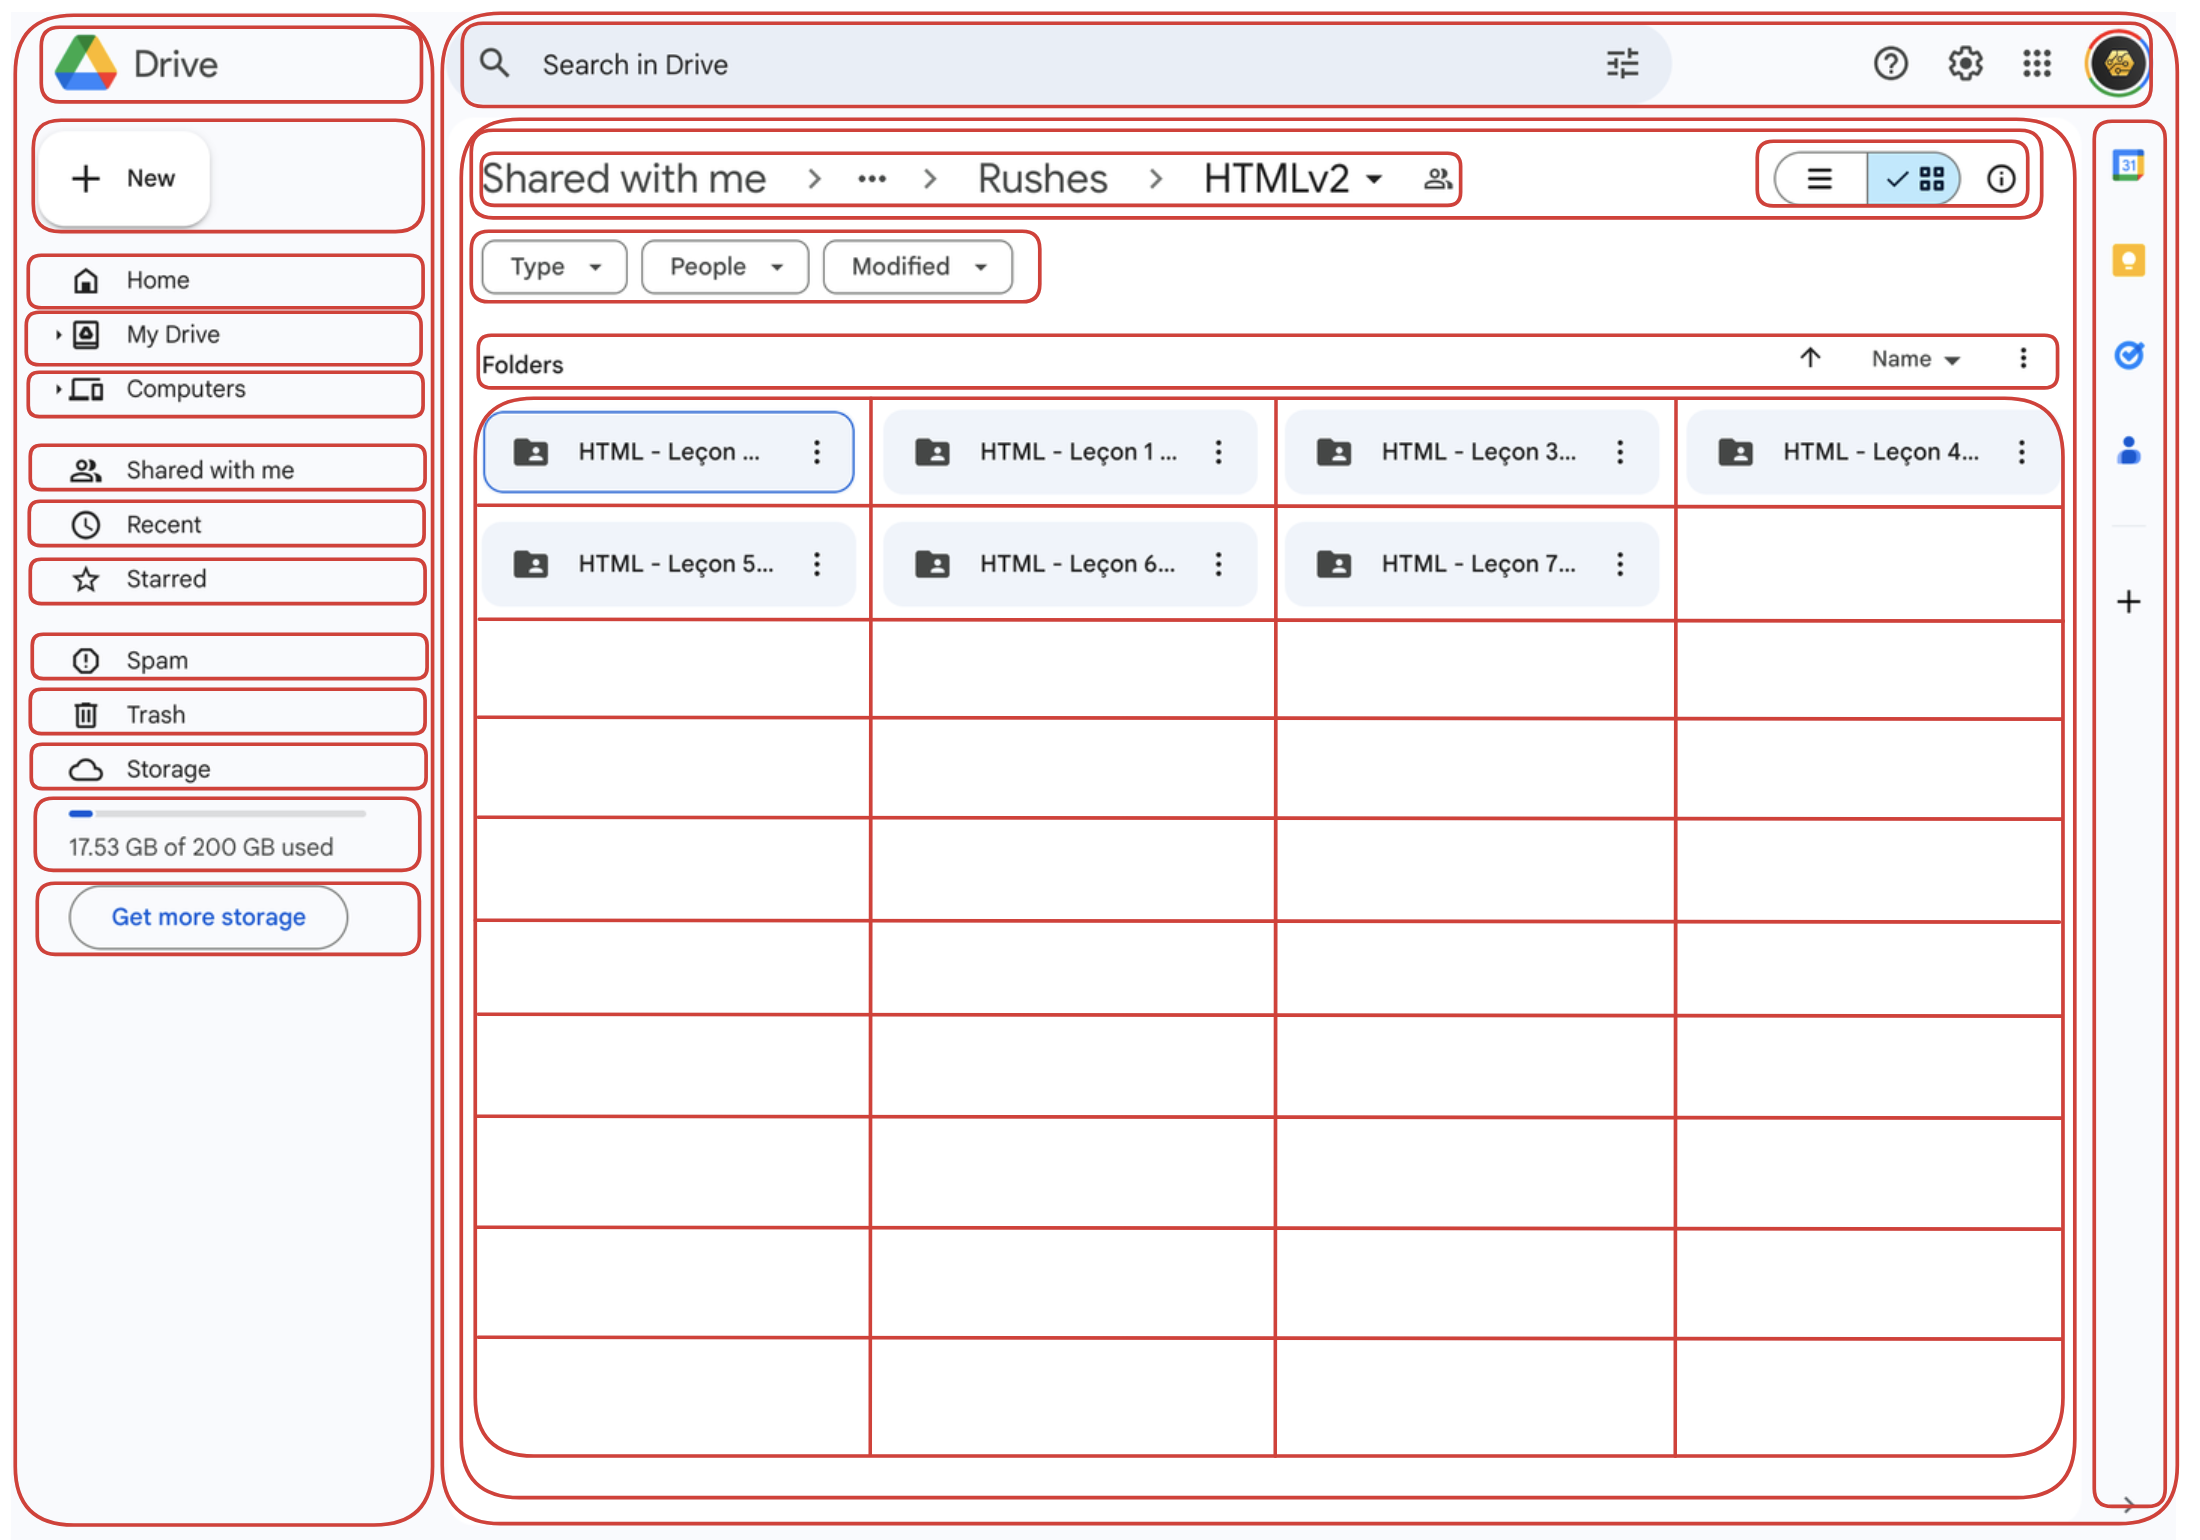 Drive
Search in Drive
New
Shared with me > ... > Rushes > HTMLv2
31
Type People Modified
Home
My Drive
Computers
Folders
Name
HTML - Leçon ... HTML - Leçon 1 ... HTML - Leçon 3... HTML - Leçon 4...
Shared with me
Recent
Starred
HTML - Leçon 5... HTML - Leçon 6... HTML - Leçon 7...
Spam
Trash
Storage
17.53 GB of 200 GB used
Get more storage